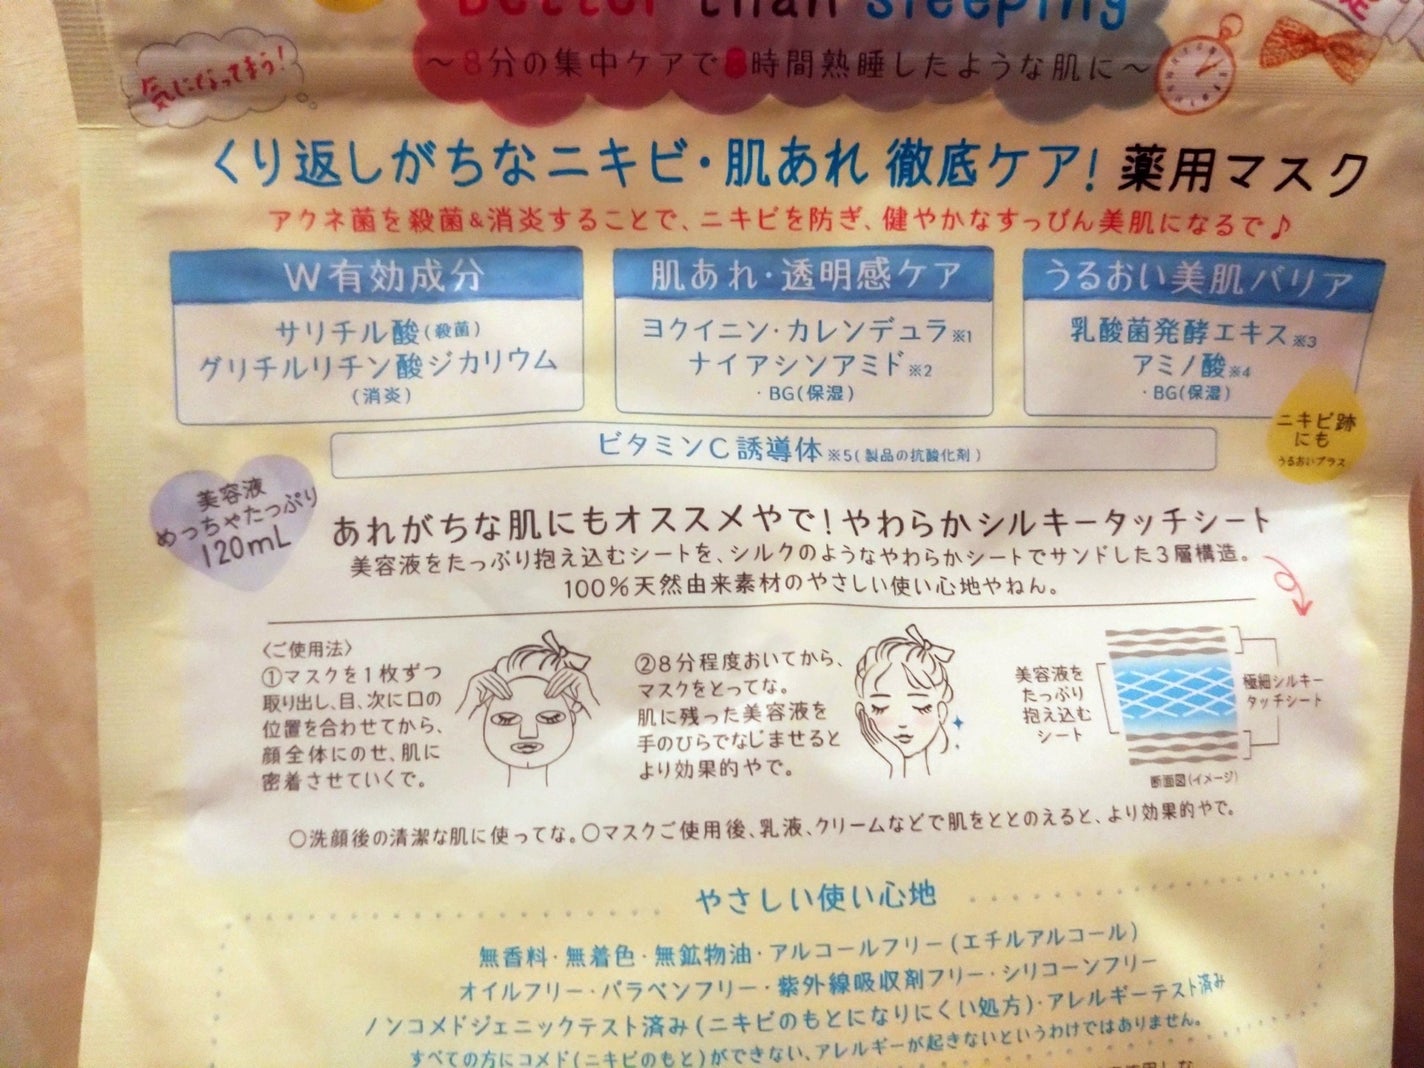 Better than sleeping
気になってまう!
～8分の集中ケアで8時間熟睡したような肌に～
くり返しがちなニキビ・肌あれ 徹底ケア! 薬用マスク
アクネ菌を殺菌&消炎することで、ニキビを防ぎ、健やかなすっぴん美肌になるで♪
W有効成分
サリチル酸(殺菌)
グリチルリチン酸ジカリウム
(消炎)
肌あれ・透明感ケア
ヨクイニン・カレンデュラ※1
ナイアシンアミド※2
・BG(保湿)
うるおい美肌バリア
乳酸菌発酵エキス※3
アミノ酸※4
・BG(保湿)
ニキビ跡
にも
うるおいプラス
ビタミンC誘導体※5(製品の抗酸化剤)
美容液
めっちゃたっぷり
120mL
あれがちな肌にもオススメやで!やわらかシルキータッチシート
美容液をたっぷり抱え込むシートを、シルクのようなやわらかシートでサンドした3層構造。
100%天然由来素材のやさしい使い心地やねん。
〈ご使用法〉
①マスクを1枚ずつ
取り出し、目、次に口の
位置を合わせてから、
顔全体にのせ、肌に
密着させていくで。
②8分程度おいてから、
マスクをとってな。
肌に残った美容液を
手のひらでなじませると
より効果的やで。
美容液を
たっぷり
抱え込む
シート
極細シルキー
タッチシート
断面図(イメージ)
○洗顔後の清潔な肌に使ってな。○マスクご使用後、乳液、クリームなどで肌をととのえると、より効果的やで。
やさしい使い心地
無香料・無着色・無鉱物油・アルコールフリー(エチルアルコール)
オイルフリー・パラベンフリー・紫外線吸収剤フリー・シリコーンフリー
ノンコメドジェニックテスト済み(ニキビのもとになりにくい処方)・アレルギーテスト済み
すべての方にコメド(ニキビのもと)ができない、アレルギーが起きないというわけではありません。